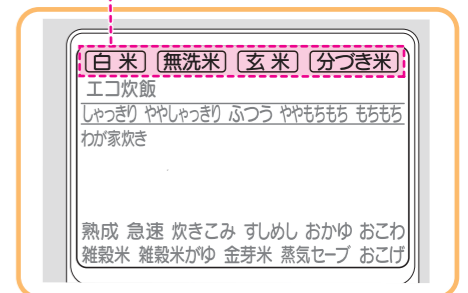 白米 無洗米 玄米 分づき米
エコ炊飯
しゃっきり ややしゃっきり ふつう ややもちもち もちもち
わが家炊き
熟成 急速 炊きこみ すしめし おかゆ おこわ
雑穀米 雑穀米がゆ 金芽米 蒸気セーブ おこげ